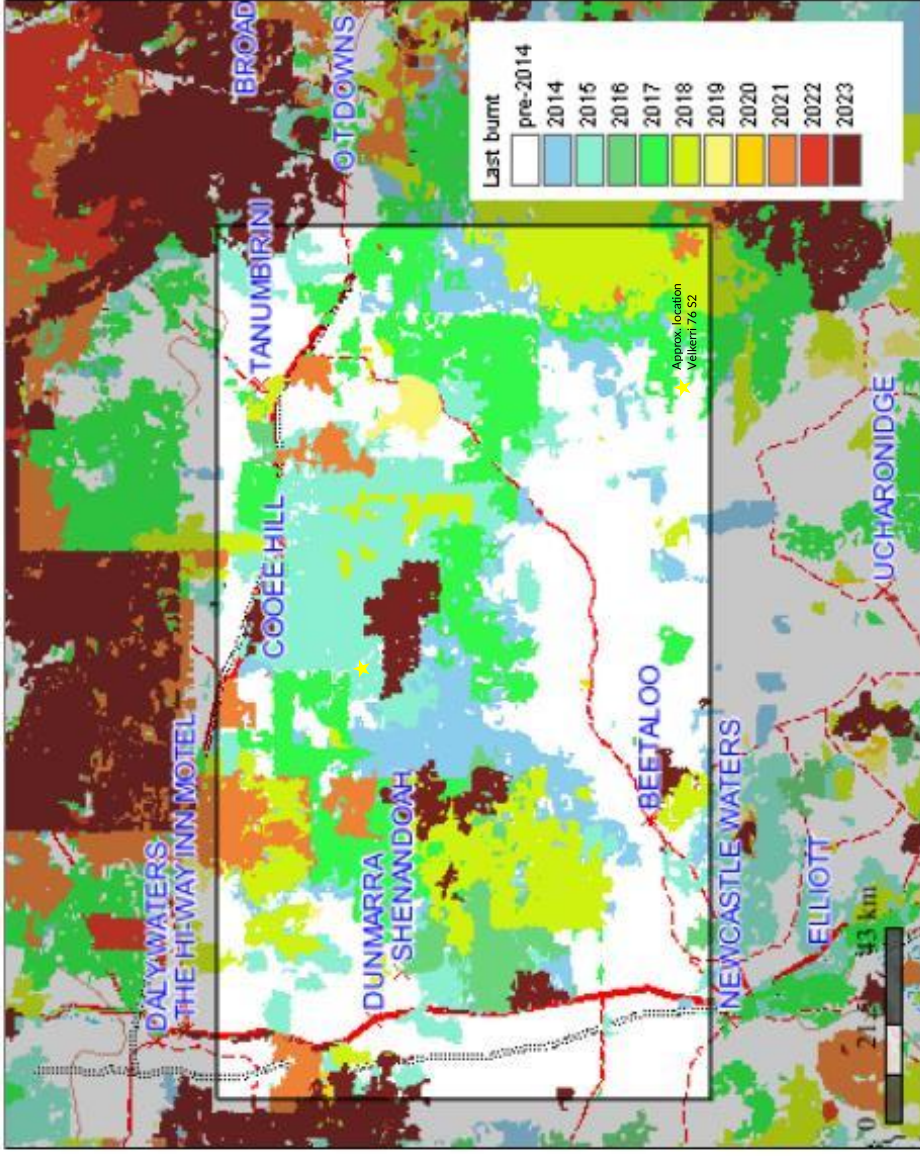 BROAD
O T DOWNS
TANUMBIRINI
COOEE HILL
DALY WATERS
THE HI-WAY INN MOTEL
DUNMARRA
SHENANDOAH
BEETALOO
NEWCASTLE WATERS
ELLIOTT
UCHARONIDGE
Approx. location
Velkerri 76 S2
Last burnt
pre-2014
2014
2015
2016
2017
2018
2019
2020
2021
2022
2023
0
43 km